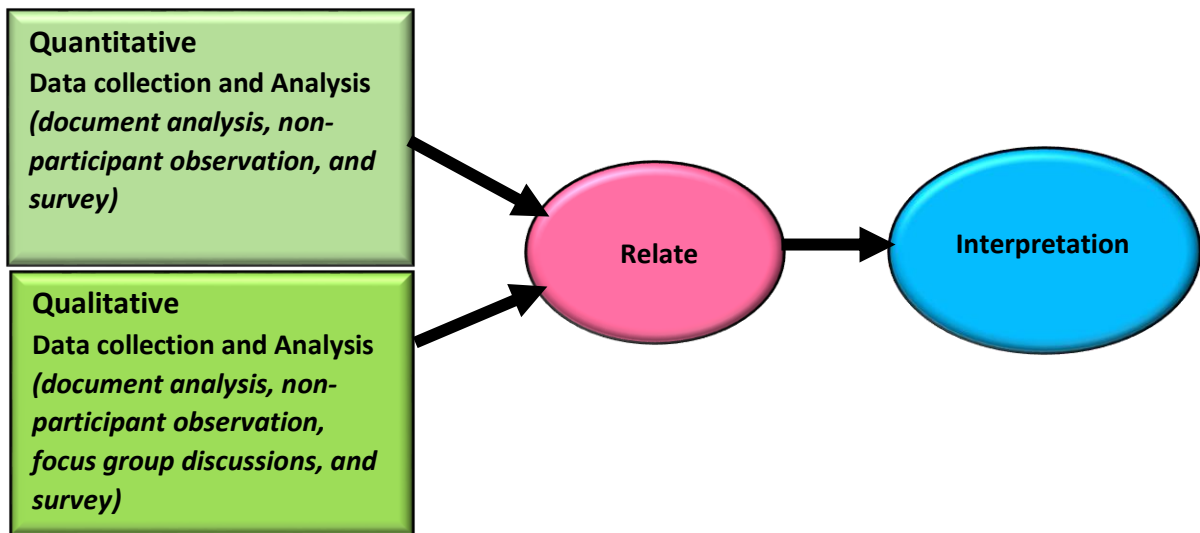 Quantitative
Data collection and Analysis
(document analysis, non-
participant observation, and
survey)
Qualitative
Data collection and Analysis
(document analysis, non-
participant observation,
focus group discussions, and
survey)
Relate
Interpretation